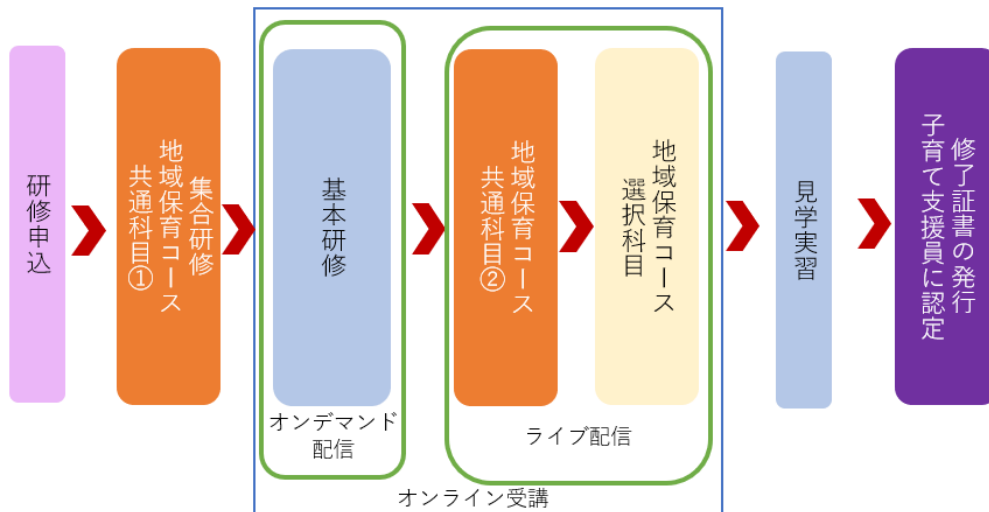 研修申込
集合研修
地域保育コース
共通科目①
基本研修
オンデマンド
配信
地域保育コース
共通科目②
地域保育コース
選択科目
ライブ配信
オンライン受講
見学実習
修了証書の発行
子育て支援員に認定